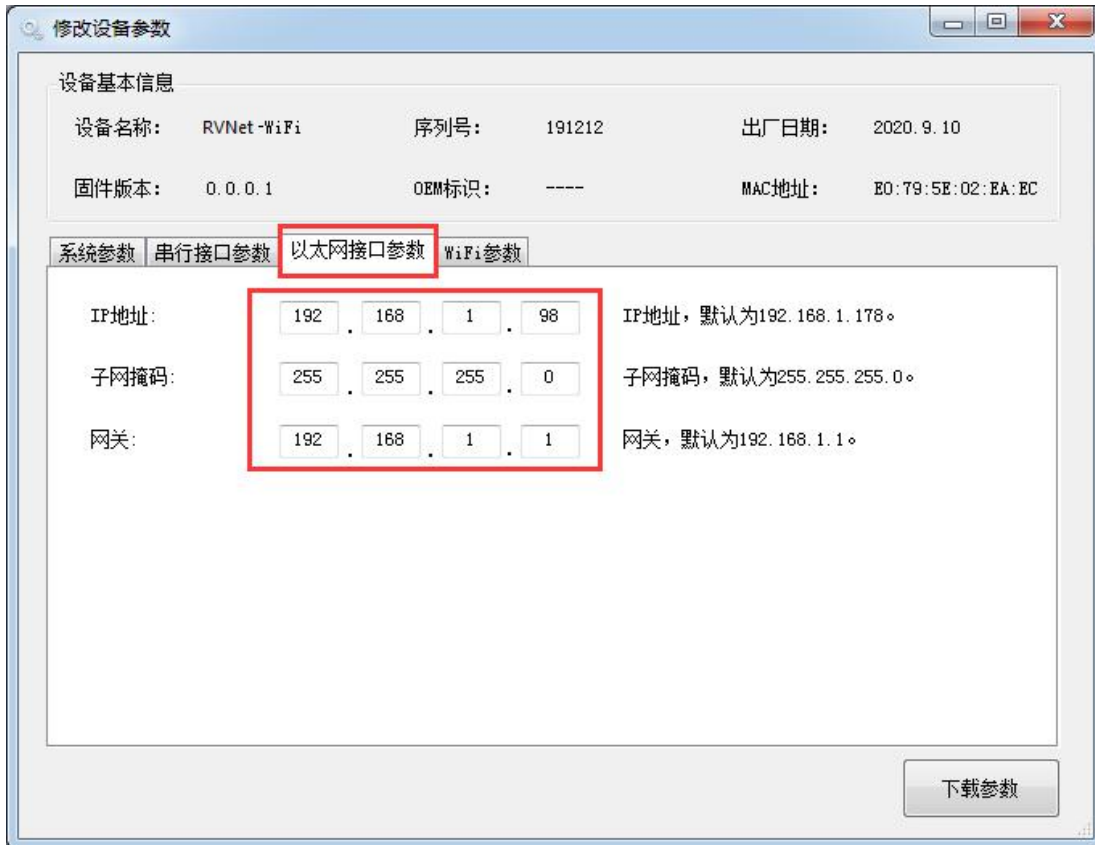 修改设备参数
设备基本信息
设备名称： RVNet-WiFi 序列号： 191212 出厂日期： 2020.9.10
固件版本： 0.0.0.1 OEM标识： ---- MAC地址： E0:79:5E:02:EA:EC
系统参数 串行接口参数 以太网接口参数 WiFi参数
IP地址: 192 . 168 . 1 . 98 IP地址，默认为192.168.1.178。
子网掩码: 255 . 255 . 255 . 0 子网掩码，默认为255.255.255.0。
网关: 192 . 168 . 1 . 1 网关，默认为192.168.1.1。
下载参数